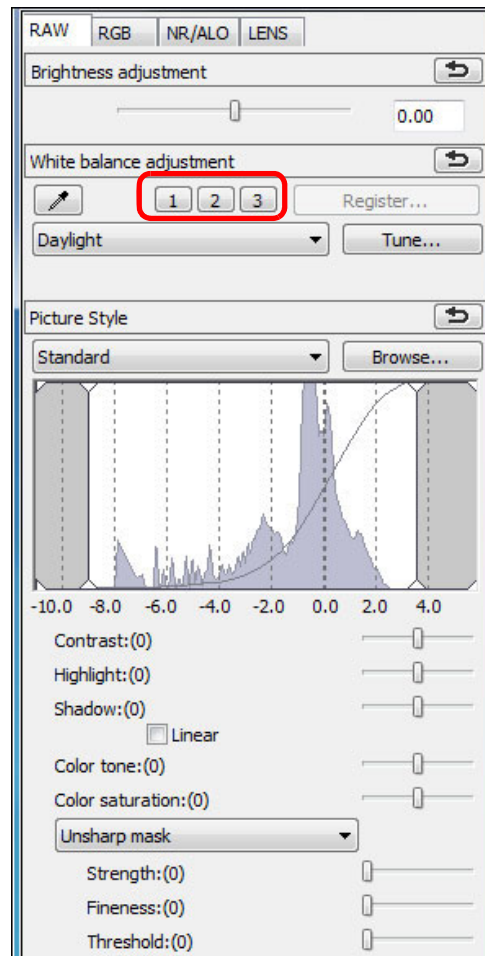 RAW RGB NR/ALO LENS
Brightness adjustment
0.00
White balance adjustment
1 2 3 Register...
Daylight Tune...
Picture Style
Standard Browse...
-10.0 -8.0 -6.0 -4.0 -2.0 0.0 2.0 4.0
Contrast:(0)
Highlight:(0)
Shadow:(0)
Linear
Color tone:(0)
Color saturation:(0)
Unsharp mask
Strength:(0)
Fineness:(0)
Threshold:(0)